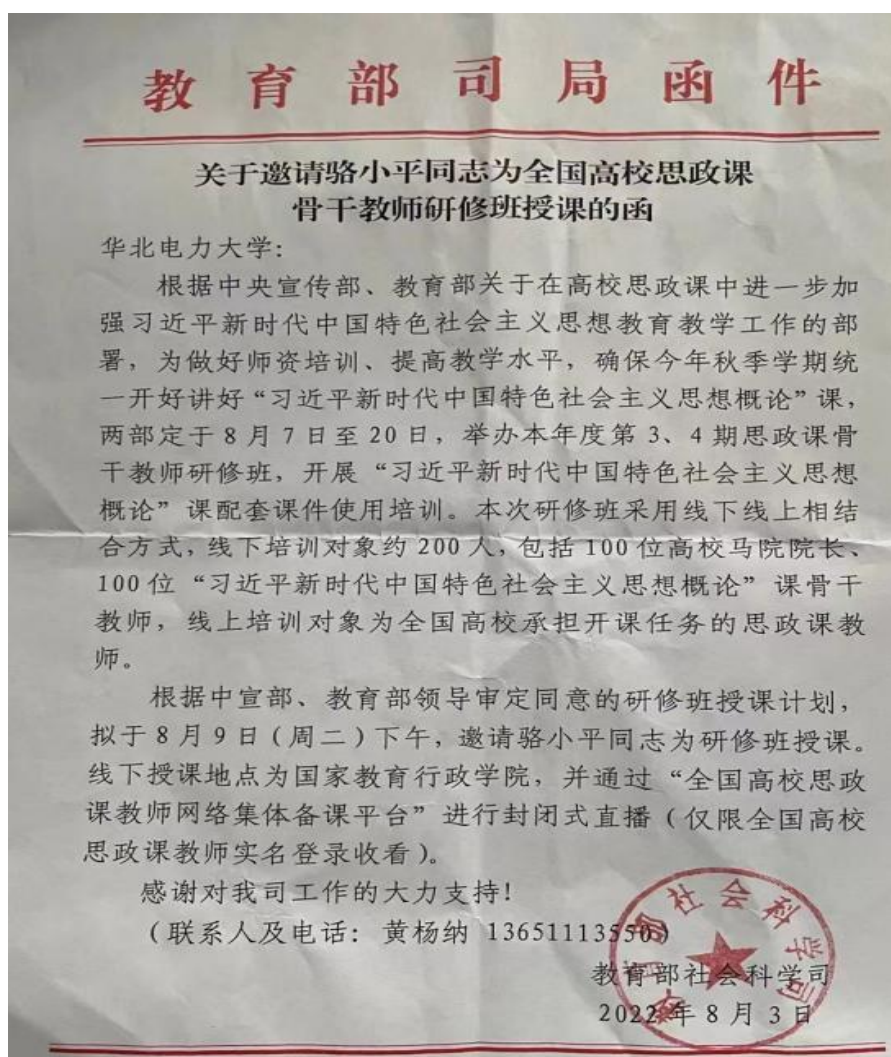 教育部司局函件
关于邀请骆小平同志为全国高校思政课
骨干教师研修班授课的函
华北电力大学:
根据中央宣传部、教育部关于在高校思政课中进一步加
强习近平新时代中国特色社会主义思想教育教学工作的部
署,为做好师资培训、提高教学水平,确保今年秋季学期统
一开好讲好“习近平新时代中国特色社会主义思想概论”课,
两部定于8月7日至20日,举办本年度第3、4期思政课骨
干教师研修班,开展“习近平新时代中国特色社会主义思想
概论”课配套课件使用培训。本次研修班采用线下线上相结
合方式,线下培训对象约200人,包括100位高校马院院长、
100位“习近平新时代中国特色社会主义思想概论”课骨干
教师,线上培训对象为全国高校承担开课任务的思政课教
师。
根据中宣部、教育部领导审定同意的研修班授课计划,
拟于8月9日(周二)下午,邀请骆小平同志为研修班授课。
线下授课地点为国家教育行政学院,并通过“全国高校思政
课教师网络集体备课平台”进行封闭式直播(仅限全国高校
思政课教师实名登录收看)。
感谢对我司工作的大力支持!
(联系人及电话:黄杨纳 13651113550)
教育部社会科学司
2022年8月3日
教育部社会科学司